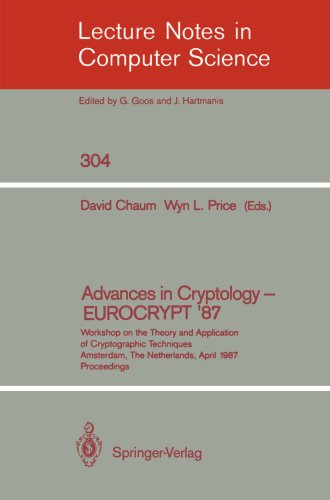 Lecture Notes in
Computer Science
Edited by G. Goos and J. Hartmanis
304
David Chaum Wyn L. Price (Eds.)
Advances in Cryptology –
EUROCRYPT '87
Workshop on the Theory and Application
of Cryptographic Techniques
Amsterdam, The Netherlands, April 1987
Proceedings
Springer-Verlag